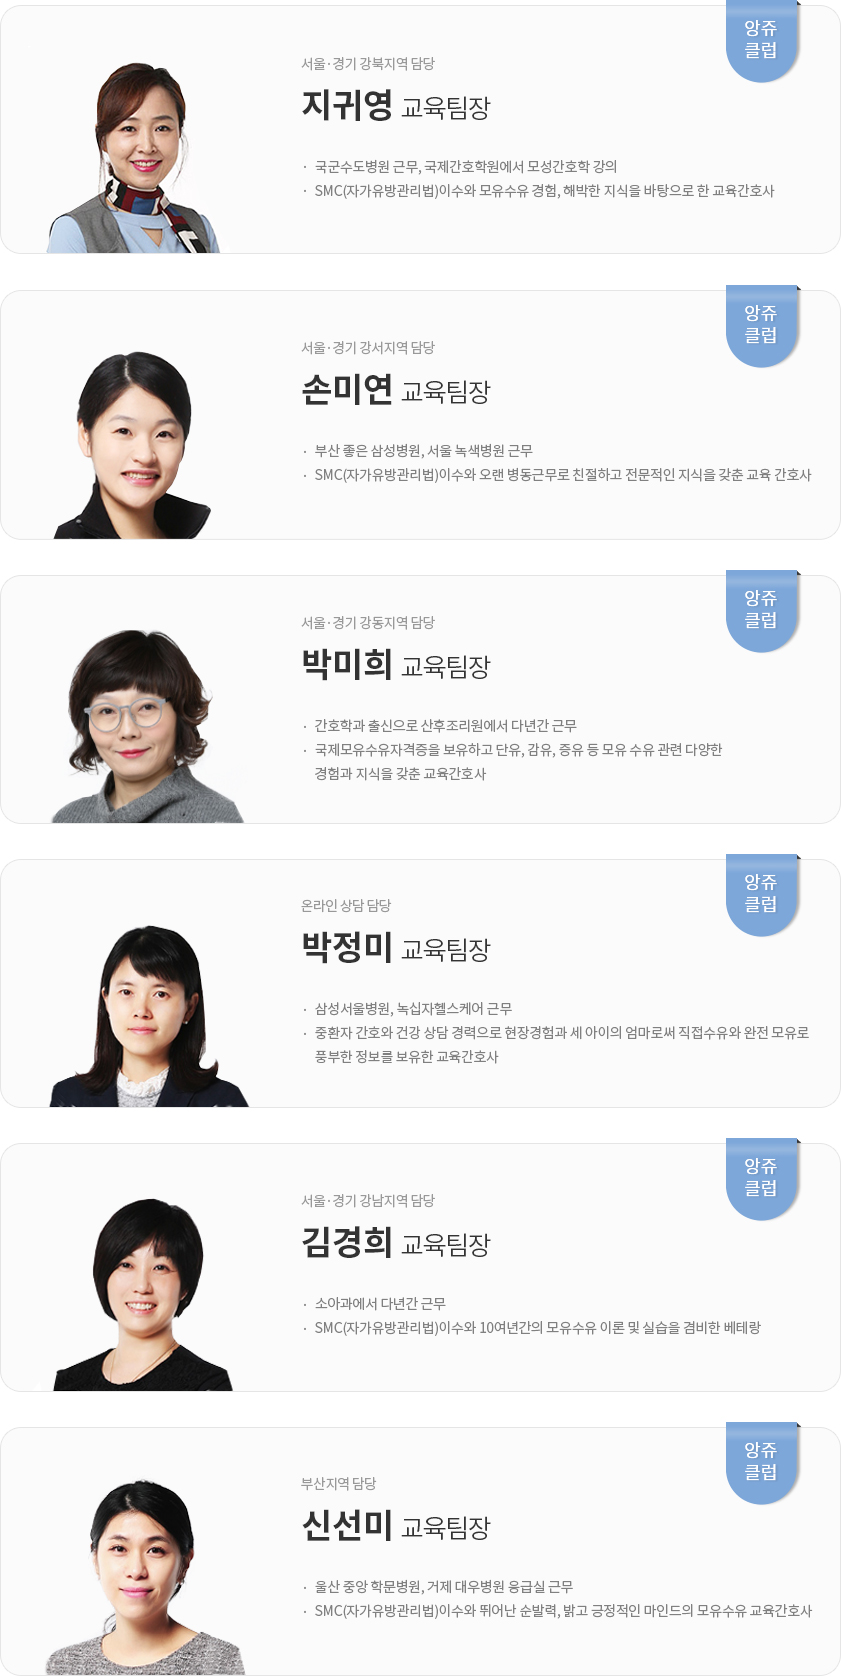 앙쥬
클럽
서울·경기 강북지역 담당
지귀영 교육팀장
· 국군수도병원 근무, 국제간호학원에서 모성간호학 강의
· SMC(자가유방관리법)이수와 모유수유 경험, 해박한 지식을 바탕으로 한 교육간호사
앙쥬
클럽
서울·경기 강서지역 담당
손미연 교육팀장
· 부산 좋은 삼성병원, 서울 녹색병원 근무
· SMC(자가유방관리법)이수와 오랜 병동근무로 친절하고 전문적인 지식을 갖춘 교육 간호사
앙쥬
클럽
서울·경기 강동지역 담당
박미희 교육팀장
· 간호학과 출신으로 산후조리원에서 다년간 근무
· 국제모유수유자격증을 보유하고 단유, 감유, 증유 등 모유 수유 관련 다양한
경험과 지식을 갖춘 교육간호사
앙쥬
클럽
온라인 상담 담당
박정미 교육팀장
· 삼성서울병원, 녹십자헬스케어 근무
· 중환자 간호와 건강 상담 경력으로 현장경험과 세 아이의 엄마로써 직접수유와 완전 모유로
풍부한 정보를 보유한 교육간호사
앙쥬
클럽
서울·경기 강남지역 담당
김경희 교육팀장
· 소아과에서 다년간 근무
· SMC(자가유방관리법)이수와 10여년간의 모유수유 이론 및 실습을 겸비한 베테랑
앙쥬
클럽
부산지역 담당
신선미 교육팀장
· 울산 중앙 학문병원, 거제 대우병원 응급실 근무
· SMC(자가유방관리법)이수와 뛰어난 순발력, 밝고 긍정적인 마인드의 모유수유 교육간호사